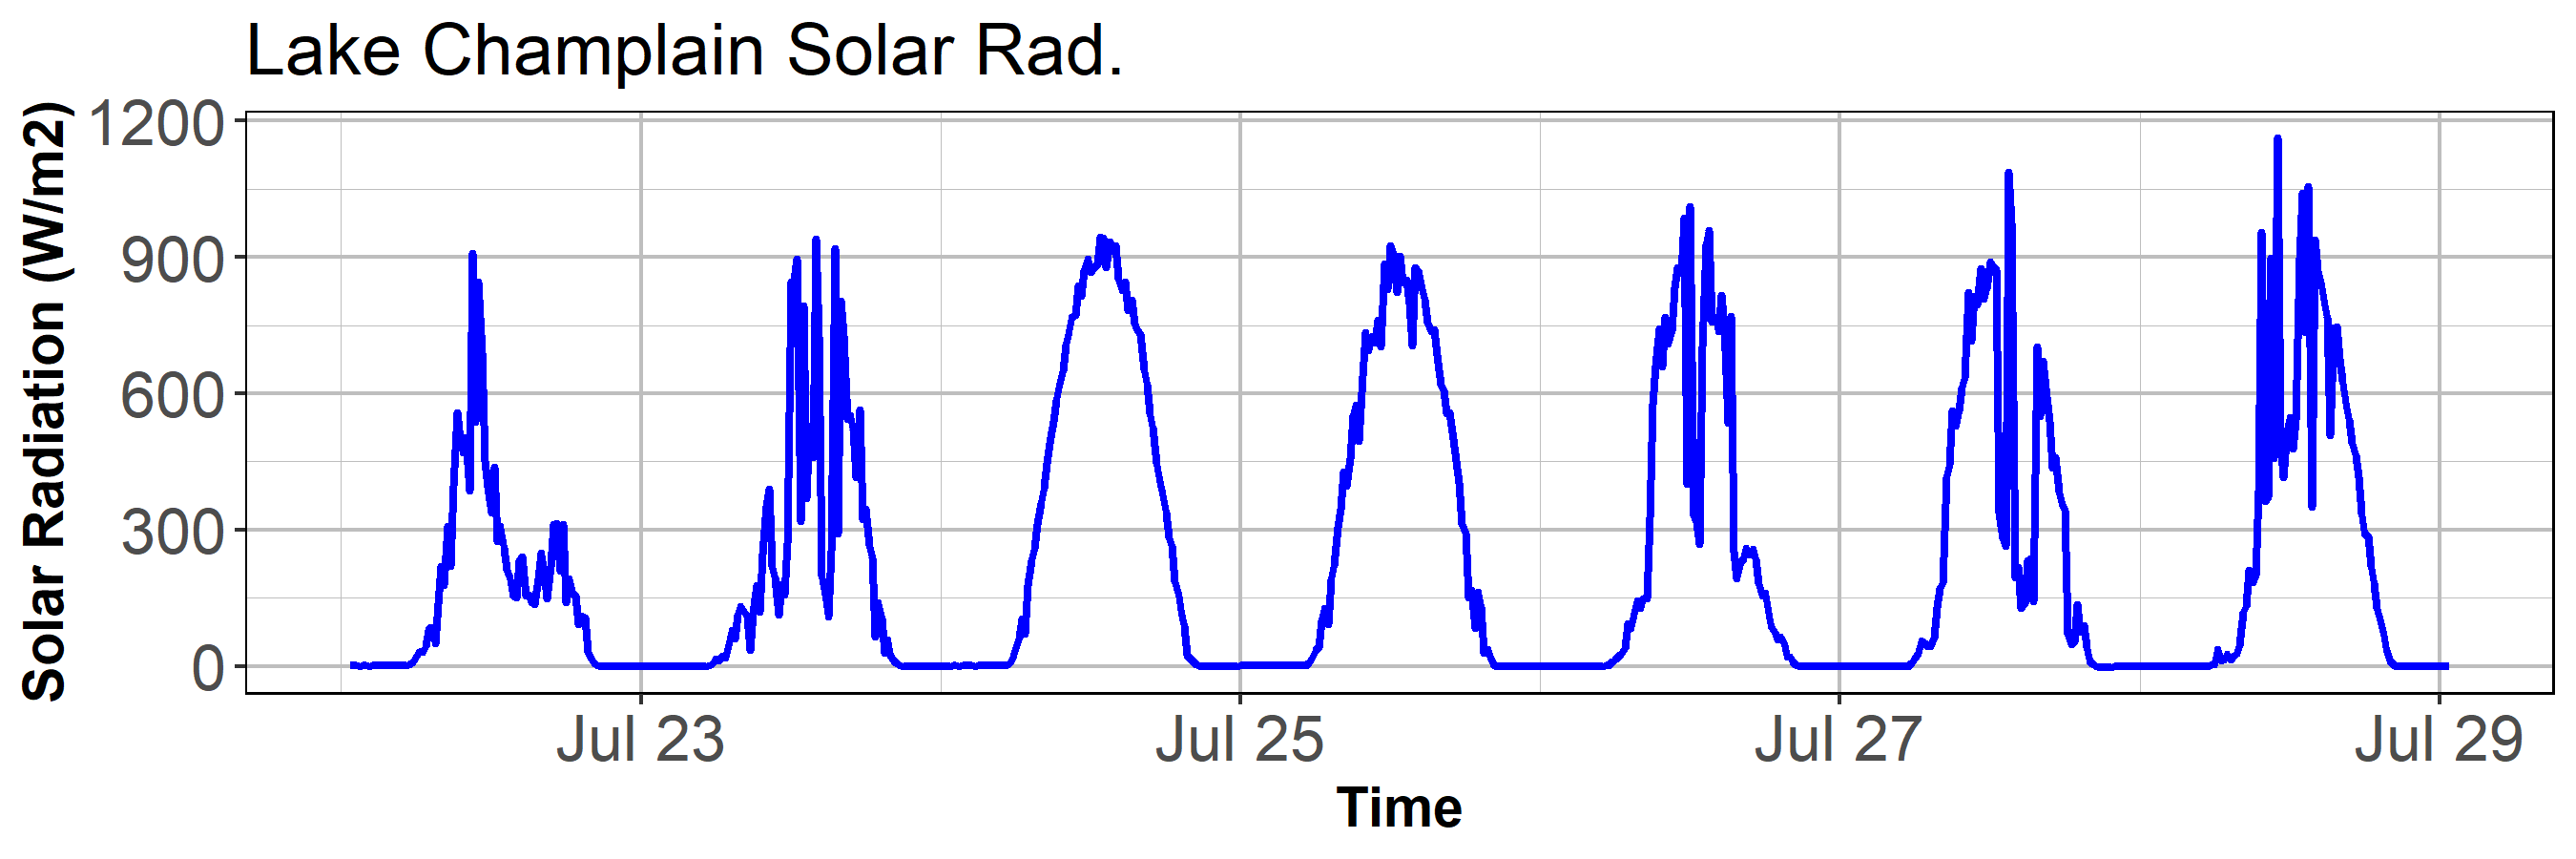 Lake Champlain Solar Rad.
Solar Radiation (W/m2)
1200
900
600
300
0
Jul 23
Jul 25
Jul 27
Jul 29
Time